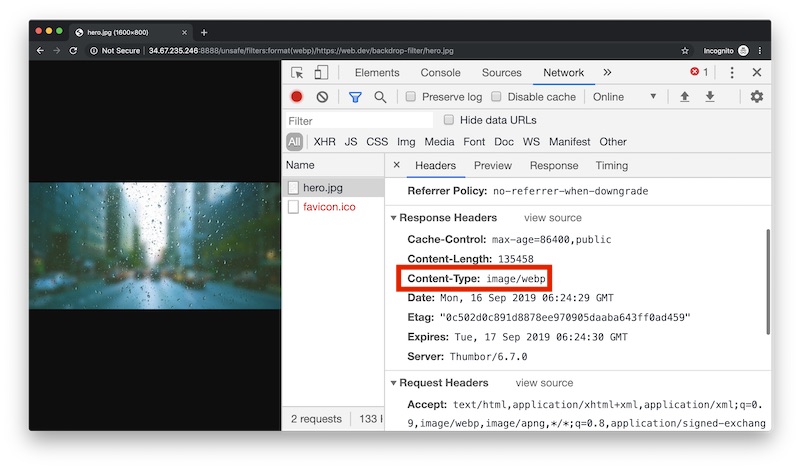 hero.jpg (1600×800)
Not Secure | 34.67.235.246:8888/unsafe/filters:format(webp)/https://web.dev/backdrop-filter/hero.jpg
Incognito
Elements Console Sources Network
1
Preserve log Disable cache Online
Filter
Hide data URLs
All XHR JS CSS Img Media Font Doc WS Manifest Other
Name
Headers Preview Response Timing
hero.jpg
favicon.ico
Referrer Policy: no-referrer-when-downgrade
Response Headers view source
Cache-Control: max-age=86400,public
Content-Length: 135458
Content-Type: image/webp
Date: Mon, 16 Sep 2019 06:24:29 GMT
Etag: "0c502d0c891d8878ee970905daaba643ff0ad459"
Expires: Tue, 17 Sep 2019 06:24:30 GMT
Server: Thumbor/6.7.0
Request Headers view source
Accept: text/html,application/xhtml+xml,application/xml;q=0.
9,image/webp,image/apng,*/*;q=0.8,application/signed-exchang
2 requests 133